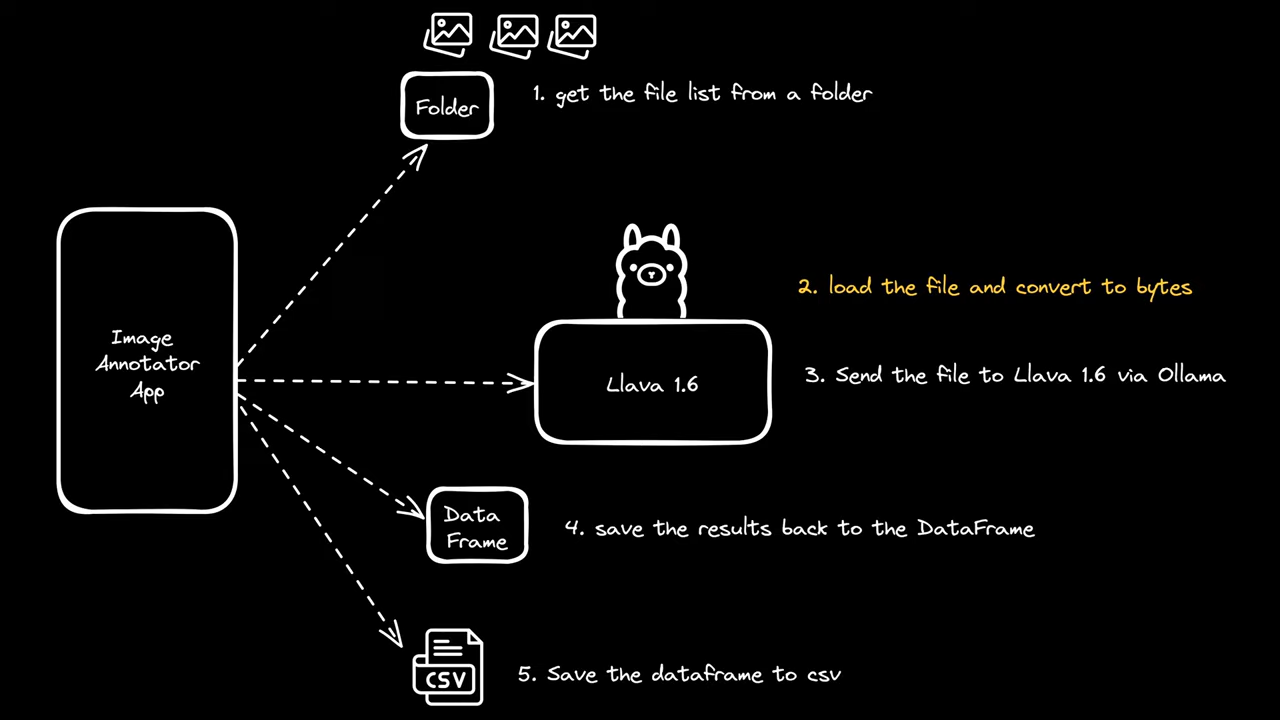 Folder
1. get the file list from a folder
Image
Annotator
App
2. load the file and convert to bytes
Llava 1.6
3. Send the file to Llava 1.6 via Ollama
Data
Frame
4. save the results back to the DataFrame
CSV
5. Save the dataframe to csv